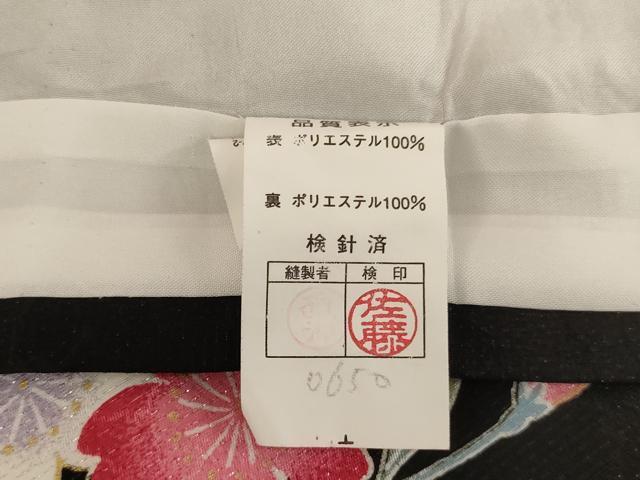 品質表示
表 ポリエステル100%
裏 ポリエステル100%
検針済
縫製者 検印
佐藤
0650